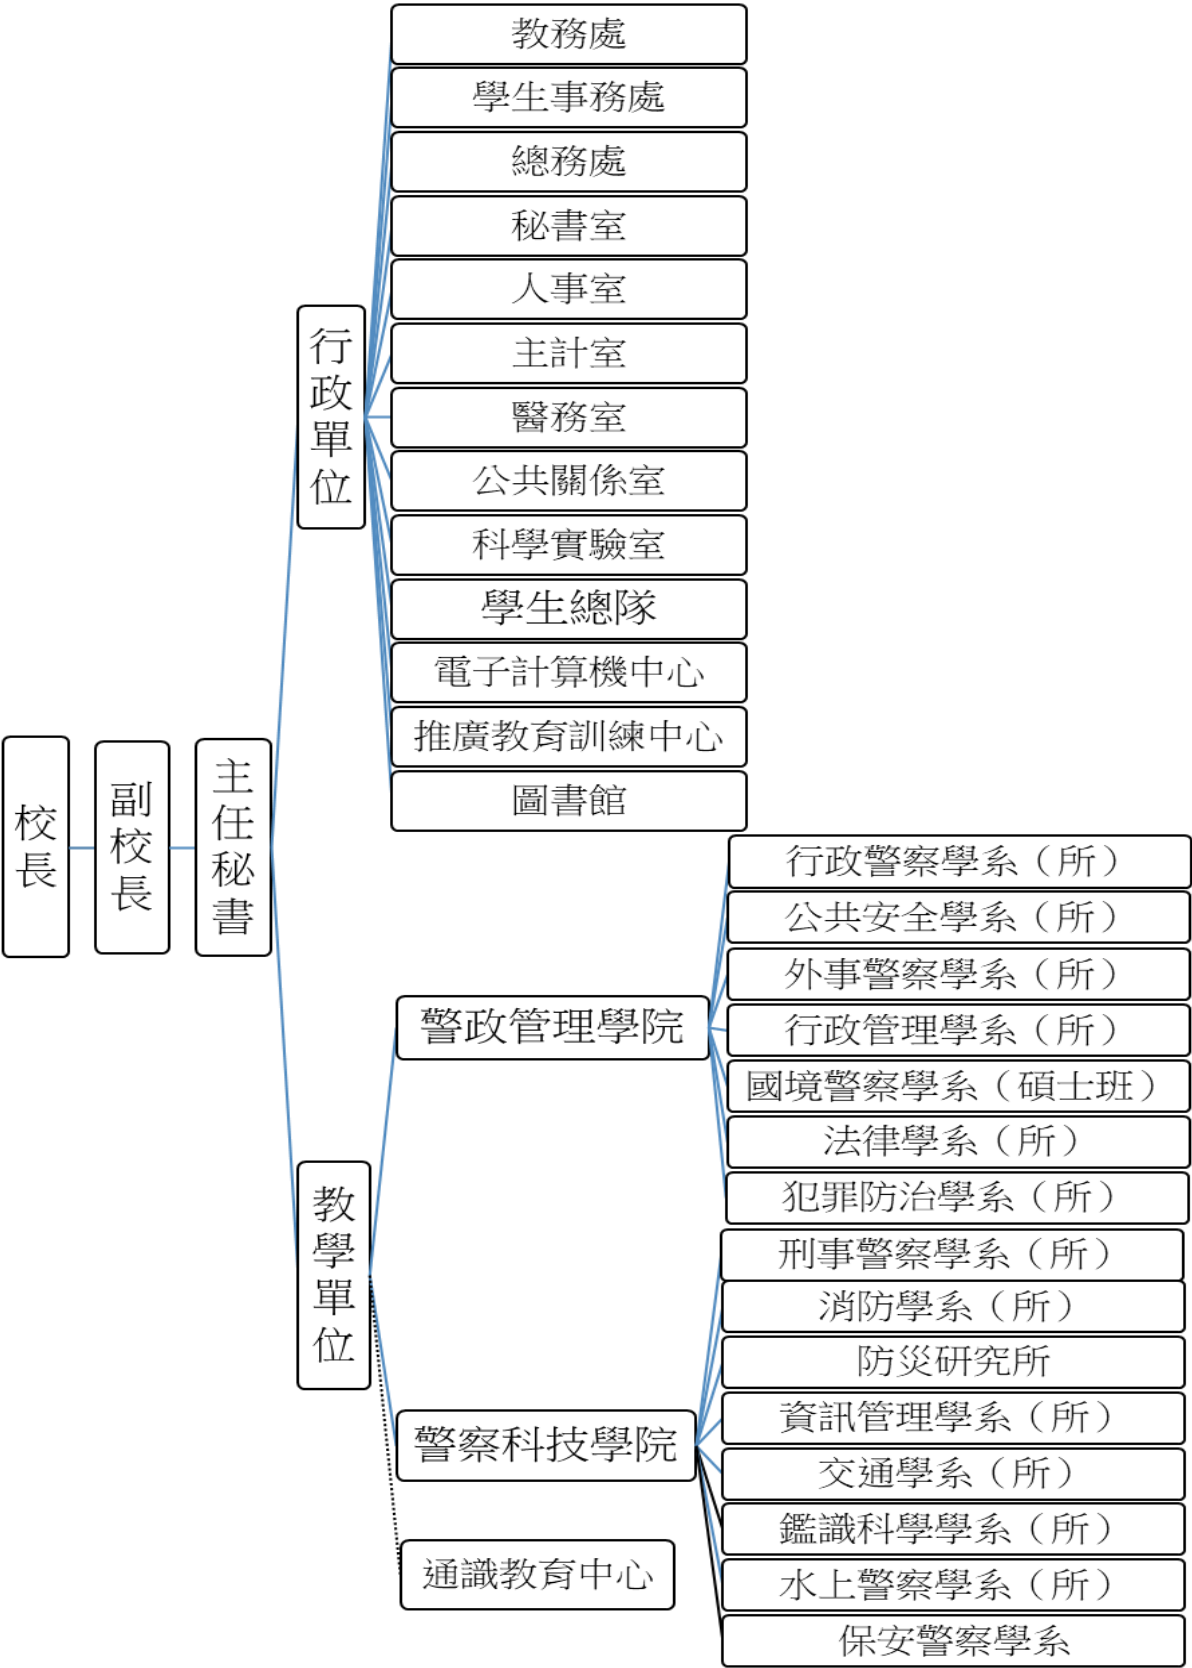 校長
副校長
主任秘書
行政單位
教務處
學生事務處
總務處
秘書室
人事室
主計室
醫務室
公共關係室
科學實驗室
學生總隊
電子計算機中心
推廣教育訓練中心
圖書館
教學單位
警政管理學院
行政警察學系（所）
公共安全學系（所）
外事警察學系（所）
行政管理學系（所）
國境警察學系（碩士班）
法律學系（所）
犯罪防治學系（所）
警察科技學院
刑事警察學系（所）
消防學系（所）
防災研究所
資訊管理學系（所）
交通學系（所）
鑑識科學學系（所）
水上警察學系（所）
保安警察學系
通識教育中心